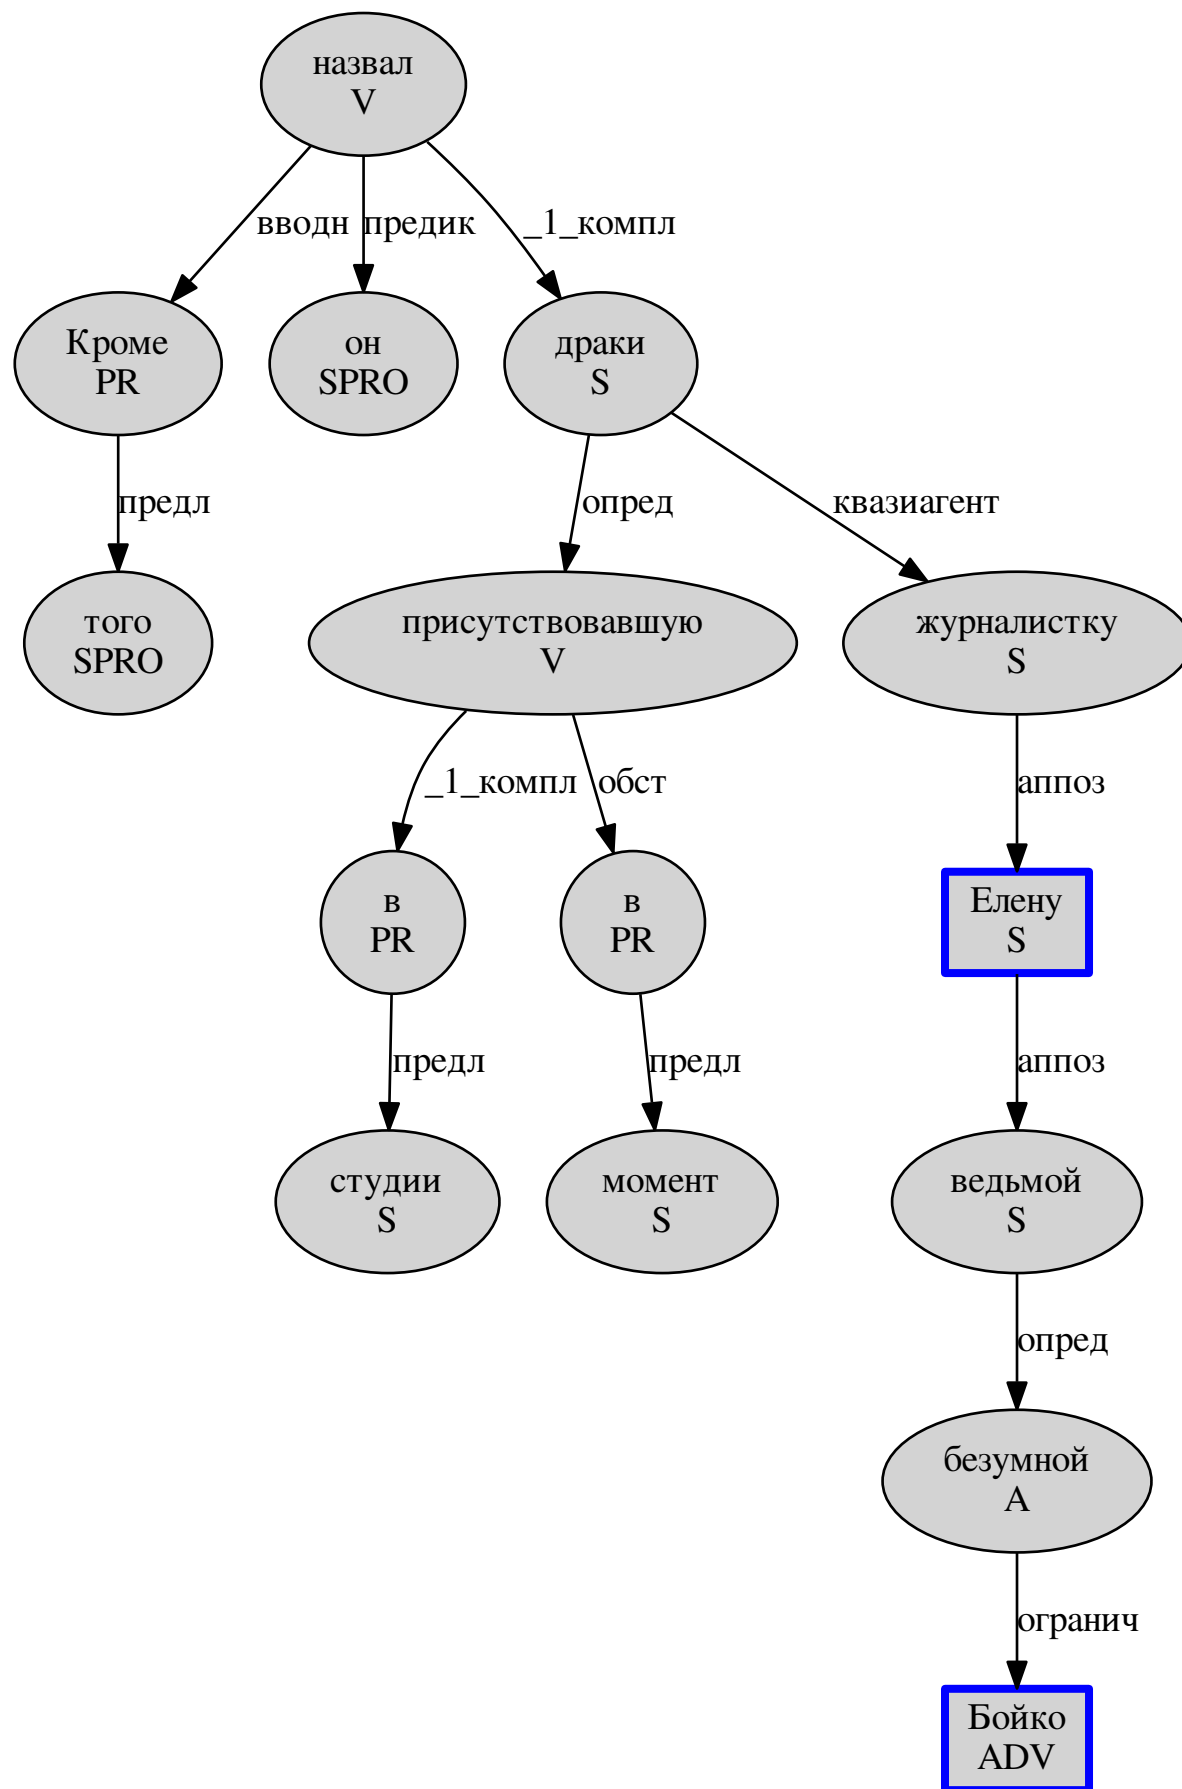 назвал
V
вводн
предик
_1_компл
Кроме
PR
он
SPRO
драки
S
предл
опред
квазиагент
того
SPRO
присутствовавшую
V
журналистку
S
_1_компл
обст
аппоз
в
PR
в
PR
Елену
S
предл
предл
аппоз
студии
S
момент
S
ведьмой
S
опред
безумной
A
огранич
Бойко
ADV